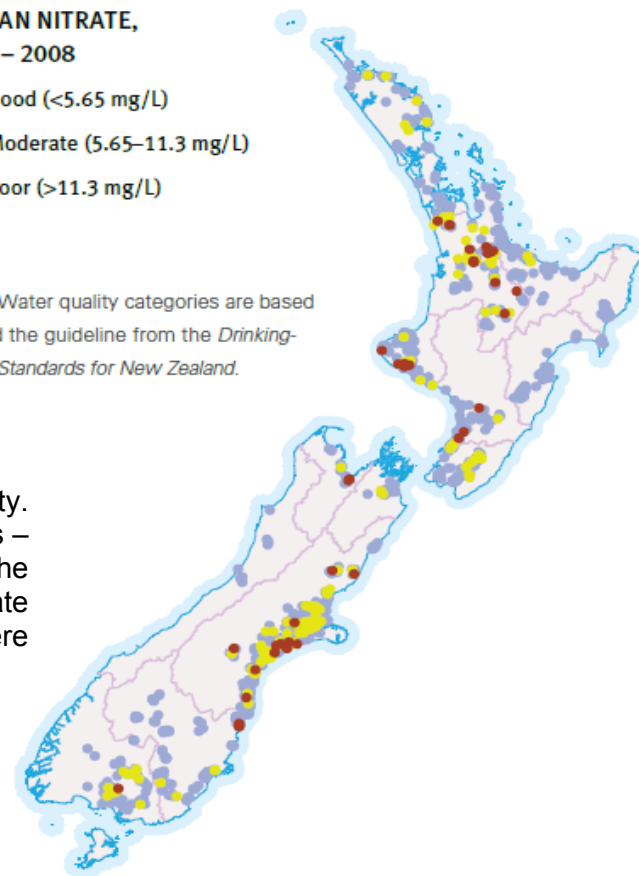 AN NITRATE,
– 2008
ood (<5.65 mg/L)
Moderate (5.65–11.3 mg/L)
oor (>11.3 mg/L)
Water quality categories are based
d the guideline from the Drinking-
Standards for New Zealand.
ty.
s –
he
ate
ere